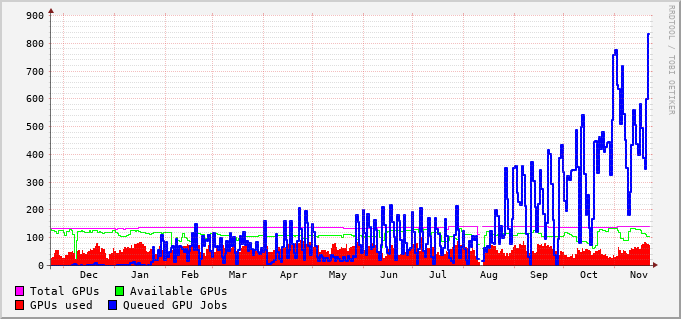 900
800
700
600
500
400
300
200
100
0
Dec Jan Feb Mar Apr May Jun Jul Aug Sep Oct Nov
Total GPUs Available GPUs
GPUs used Queued GPU Jobs
RRDTOOL / TOBI OETIKER